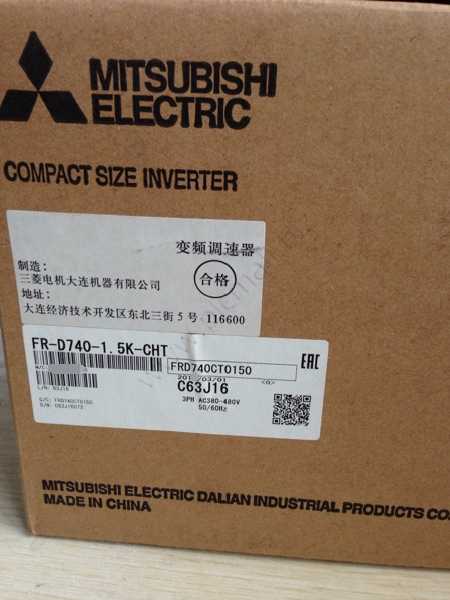 MITSUBISHI
ELECTRIC
COMPACT SIZE INVERTER
变频调速器
制造:
三菱电机大连机器有限公司
合格
地址:
大连经济技术开发区东北三街5号 116600
FR-D740-1.5K-CHT
FRD740CT0150
C63J16
3PH AC380-480V
50/60Hz
EAC
S/C: FRD740CT0150
MITSUBISHI ELECTRIC DALIAN INDUSTRIAL PRODUCTS CO.
MADE IN CHINA